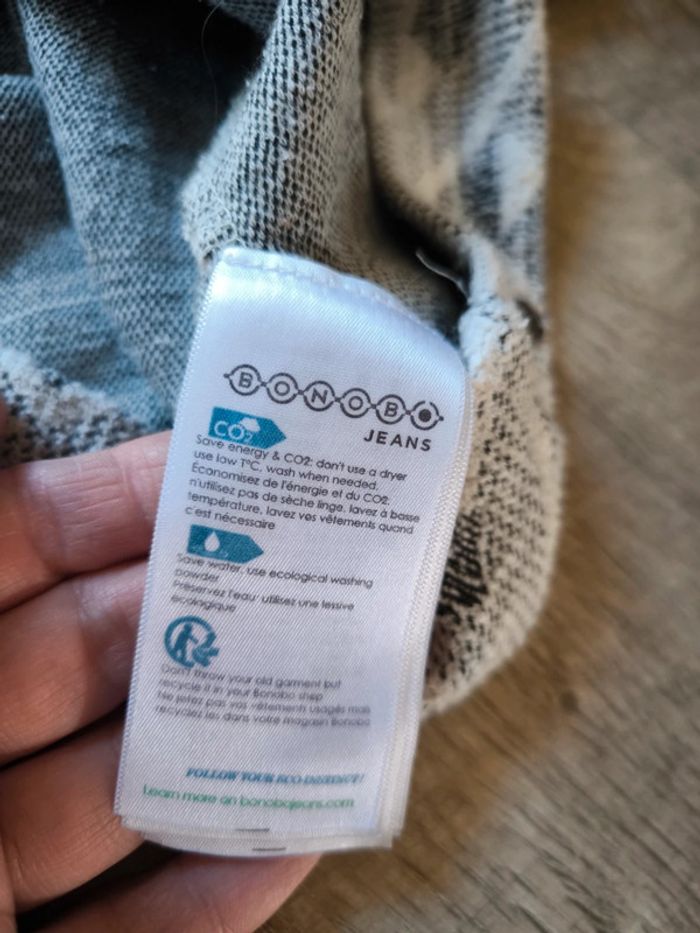 BONOBO
JEANS
CO2
Save energy & CO2: don't use a dryer
use low T°C, wash when needed.
Économisez de l'énergie et du CO2:
n'utilisez pas de sèche linge, lavez à basse
température, lavez vos vêtements quand
c'est nécessaire
Save water, use ecological washing
powder
Préservez l'eau: utilisez une lessive
écologique
Don't throw your old garment but
recycle it in your Bonobo shop
Ne jetez pas vos vêtements usagés mais
recyclez les dans votre magasin Bonobo
FOLLOW YOUR ECO-INSTINCT!
Learn more on bonobojeans.com